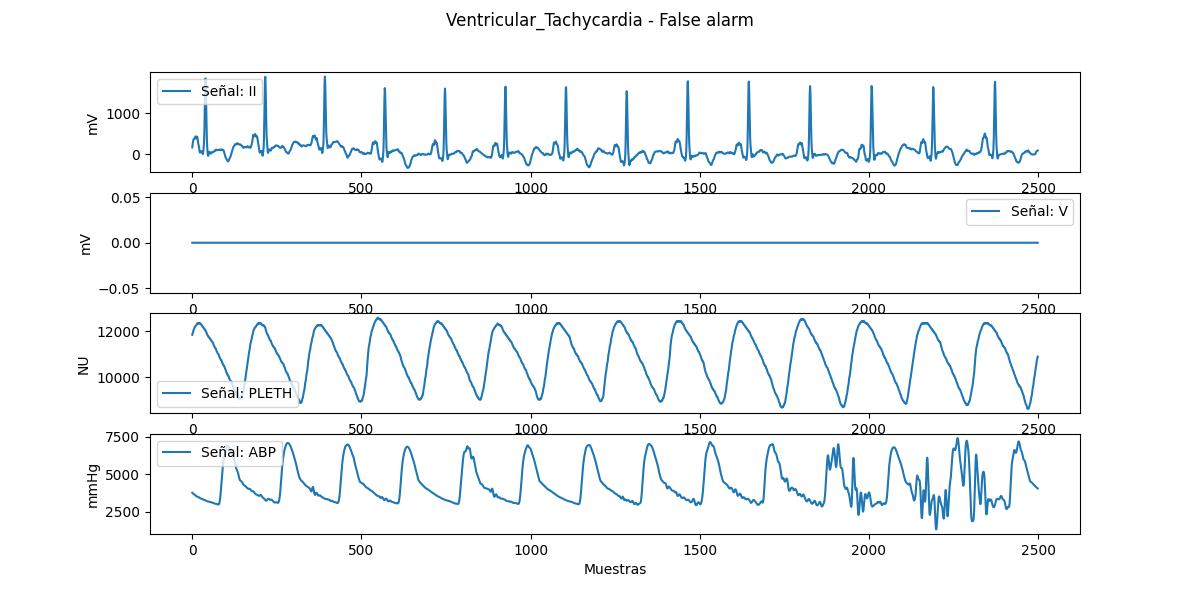 Ventricular_Tachycardia - False alarm
mV
1000
0
Señal: II
0 500 1000 1500 2000 2500
mV
0.05
0.00
−0.05
Señal: V
0 500 1000 1500 2000 2500
NU
12000
10000
Señal: PLETH
0 500 1000 1500 2000 2500
mmHg
7500
5000
2500
Señal: ABP
0 500 1000 1500 2000 2500
Muestras